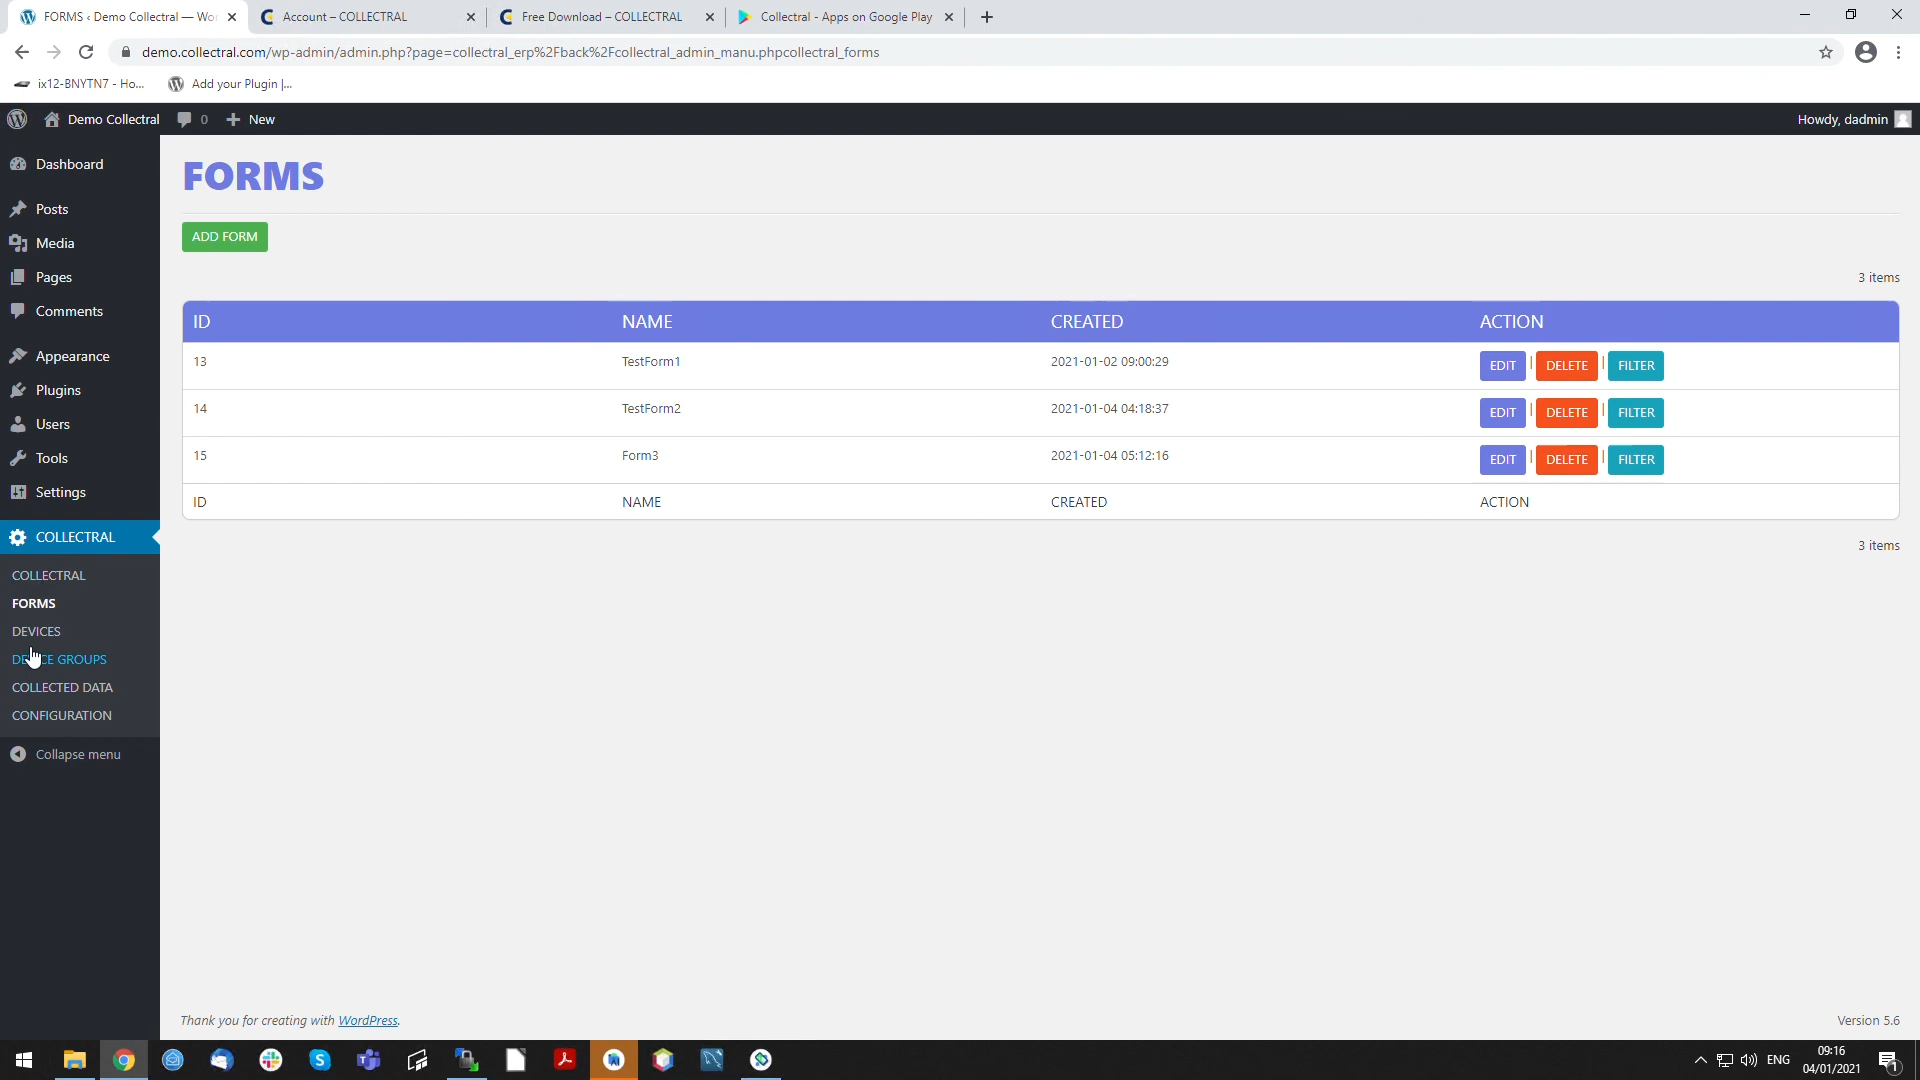 FORMS ‹ Demo Collectral — Wor
Account – COLLECTRAL
Free Download – COLLECTRAL
Collectral - Apps on Google Play
demo.collectral.com/wp-admin/admin.php?page=collectral_erp%2Fback%2Fcollectral_admin_manu.phpcollectral_forms
ix12-BNYTN7 - Ho...
Add your Plugin |...
Demo Collectral
0
New
Howdy, dadmin
Dashboard
Posts
Media
Pages
Comments
Appearance
Plugins
Users
Tools
Settings
COLLECTRAL
COLLECTRAL
FORMS
DEVICES
DEVICE GROUPS
COLLECTED DATA
CONFIGURATION
Collapse menu
FORMS
ADD FORM
3 items
ID NAME CREATED ACTION
13 TestForm1 2021-01-02 09:00:29 EDIT | DELETE | FILTER
14 TestForm2 2021-01-04 04:18:37 EDIT | DELETE | FILTER
15 Form3 2021-01-04 05:12:16 EDIT | DELETE | FILTER
ID NAME CREATED ACTION
3 items
Thank you for creating with WordPress.
Version 5.6
ENG
09:16
04/01/2021
1